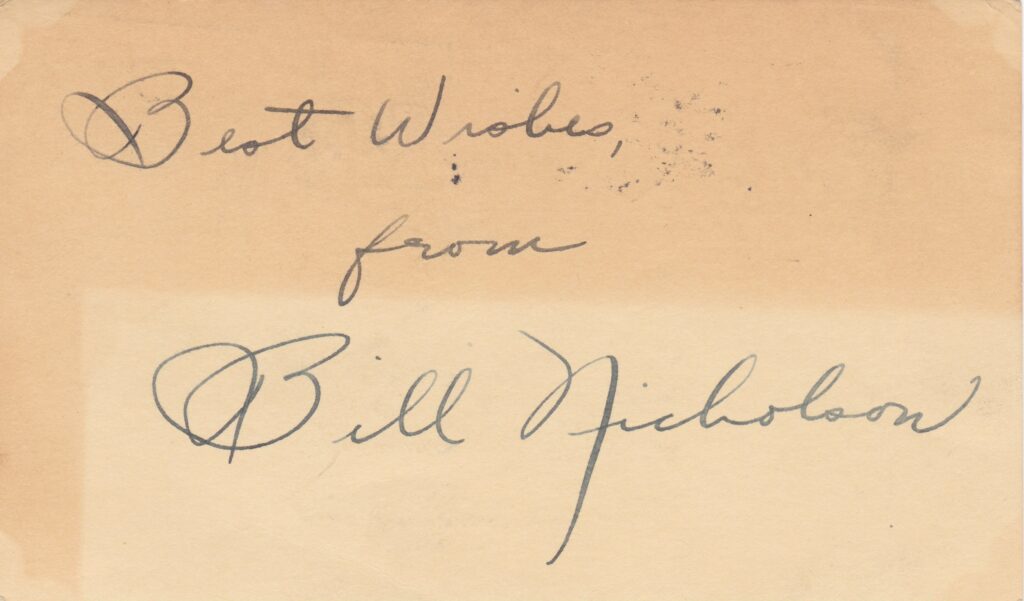 Best Wishes,
from
Bill Nicholson